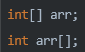 int[] arr;
int arr[];